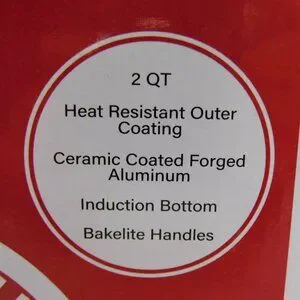 2 QT
Heat Resistant Outer
Coating
Ceramic Coated Forged
Aluminum
Induction Bottom
Bakelite Handles